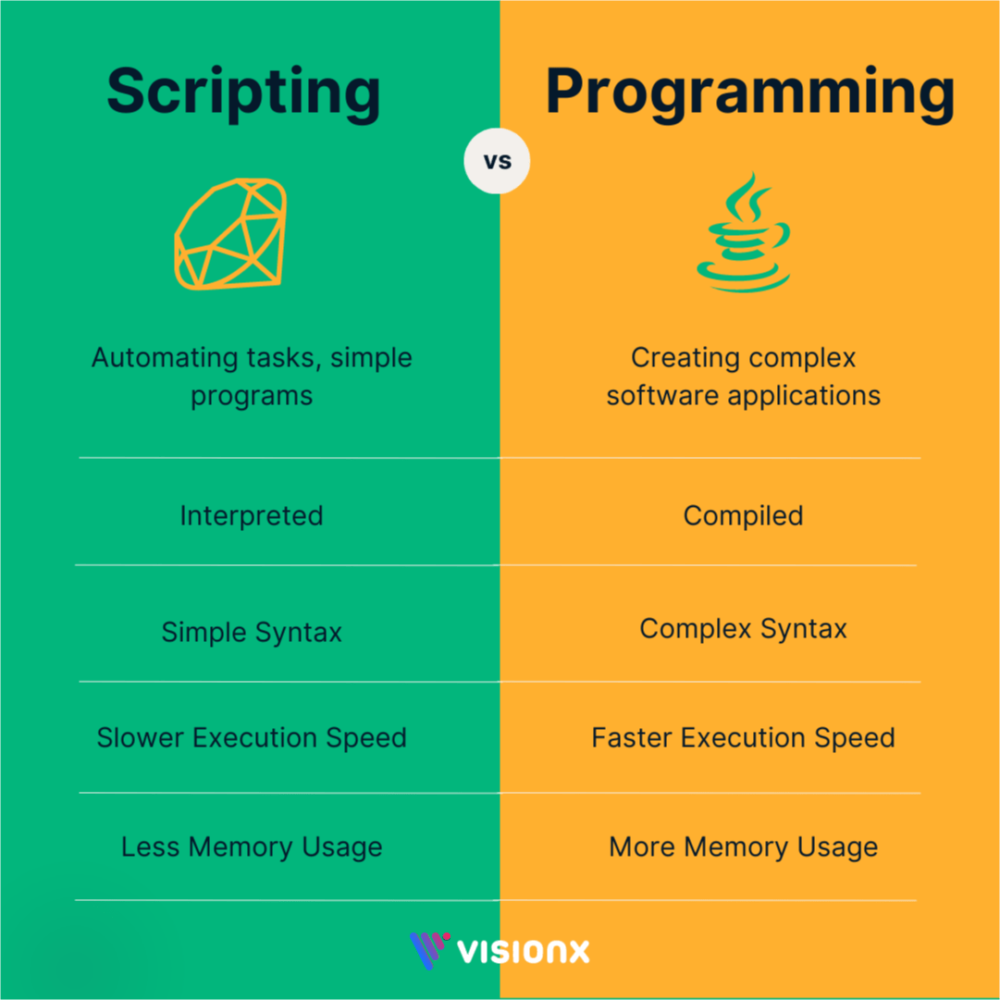 Scripting
Programming
vs
Automating tasks, simple
programs
Creating complex
software applications
Interpreted
Compiled
Simple Syntax
Complex Syntax
Slower Execution Speed
Faster Execution Speed
Less Memory Usage
More Memory Usage
VISIONX